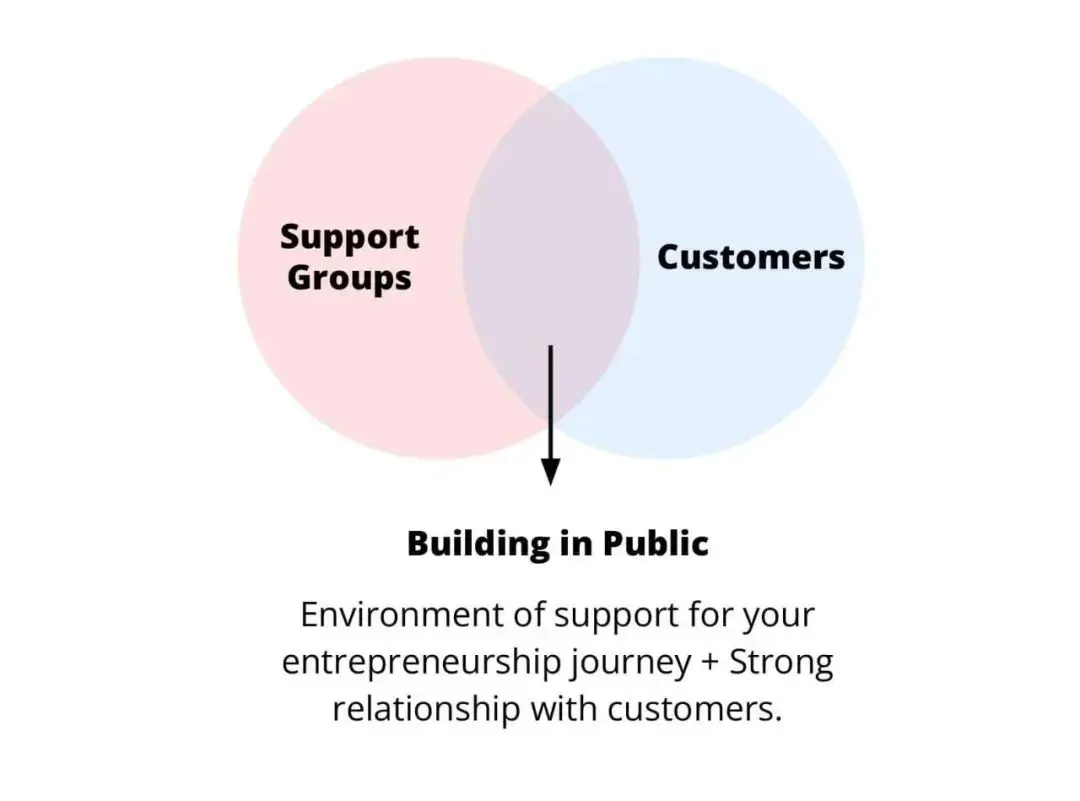 Support
Groups
Customers
Building in Public
Environment of support for your
entrepreneurship journey + Strong
relationship with customers.